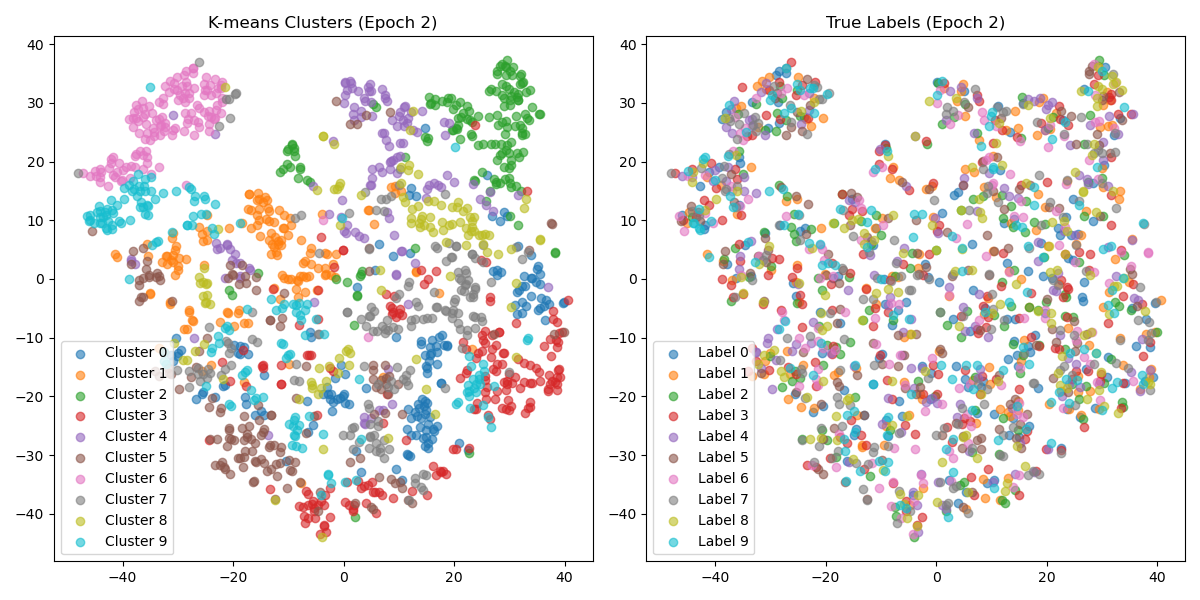 K-means Clusters (Epoch 2)
40
30
20
10
0
−10
−20
−30
−40
−40
−20
0
20
40
Cluster 0
Cluster 1
Cluster 2
Cluster 3
Cluster 4
Cluster 5
Cluster 6
Cluster 7
Cluster 8
Cluster 9
True Labels (Epoch 2)
40
30
20
10
0
−10
−20
−30
−40
−40
−20
0
20
40
Label 0
Label 1
Label 2
Label 3
Label 4
Label 5
Label 6
Label 7
Label 8
Label 9